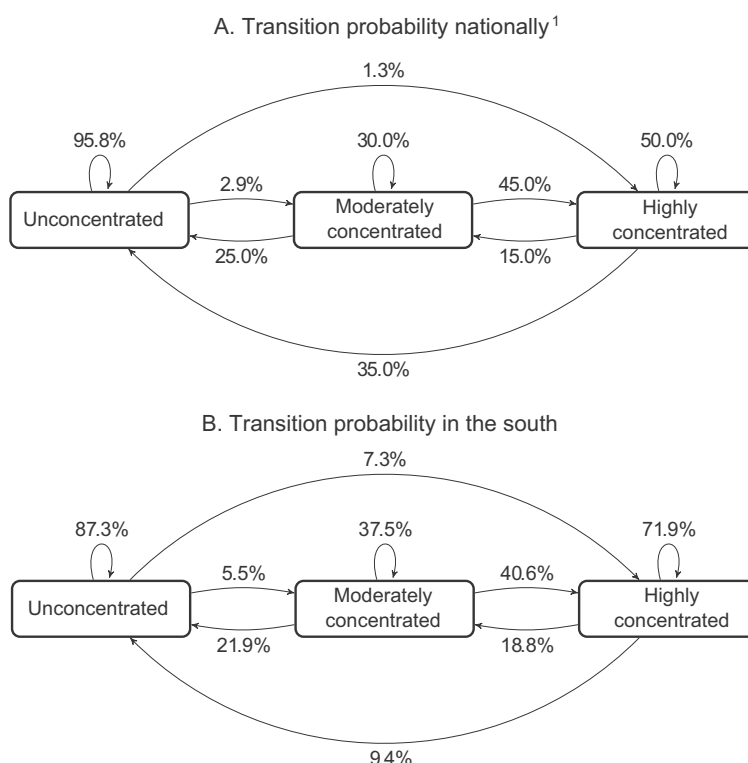 A. Transition probability nationally¹
1.3%
95.8%
30.0%
50.0%
2.9%
45.0%
Unconcentrated
Moderately
concentrated
Highly
concentrated
25.0%
15.0%
35.0%
B. Transition probability in the south
7.3%
87.3%
37.5%
71.9%
5.5%
40.6%
Unconcentrated
Moderately
concentrated
Highly
concentrated
21.9%
18.8%
9.4%